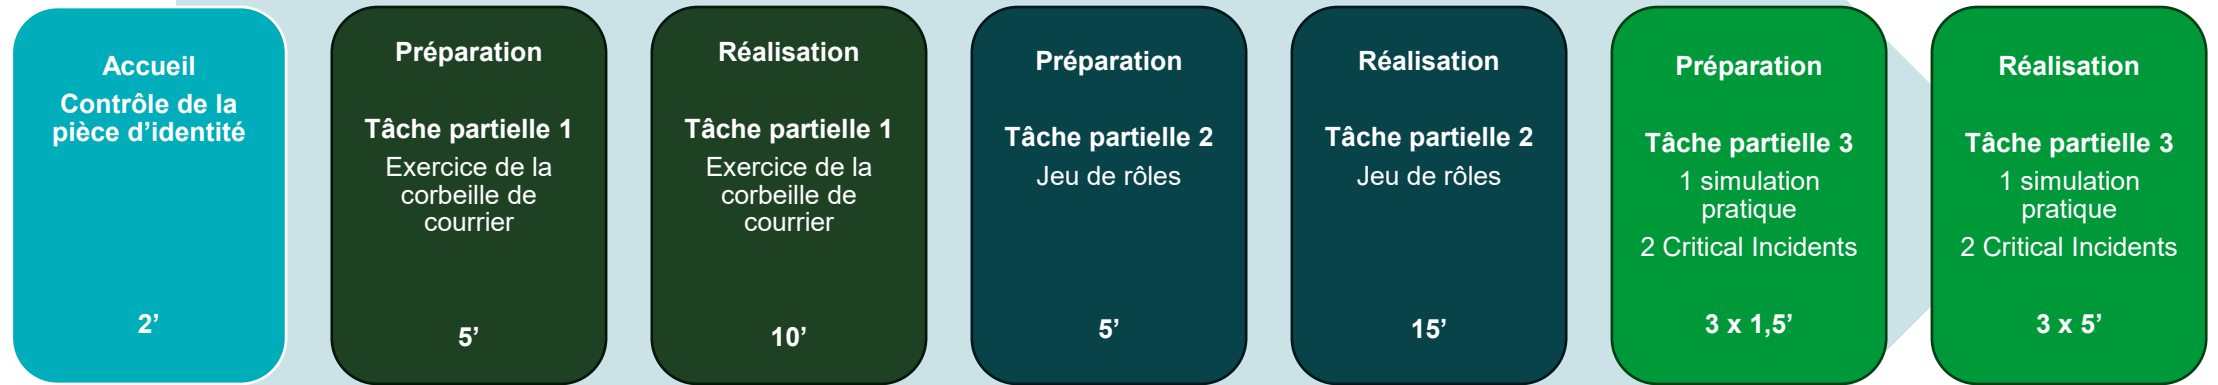 Accueil
Contrôle de la
pièce d’identité
2’
Préparation
Tâche partielle 1
Exercice de la
corbeille de
courrier
5’
Réalisation
Tâche partielle 1
Exercice de la
corbeille de
courrier
10’
Préparation
Tâche partielle 2
Jeu de rôles
5’
Réalisation
Tâche partielle 2
Jeu de rôles
15’
Préparation
Tâche partielle 3
1 simulation
pratique
2 Critical Incidents
3 x 1,5’
Réalisation
Tâche partielle 3
1 simulation
pratique
2 Critical Incidents
3 x 5’